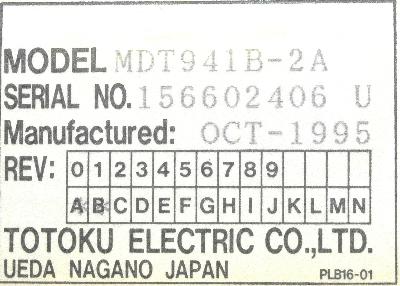 MODEL MDT941B-2A
SERIAL NO. 156602406 U
Manufactured: OCT-1995
REV: 0 1 2 3 4 5 6 7 8 9
A B C D E F G H I J K L M N
TOTOKU ELECTRIC CO.,LTD.
UEDA NAGANO JAPAN PLB16-01